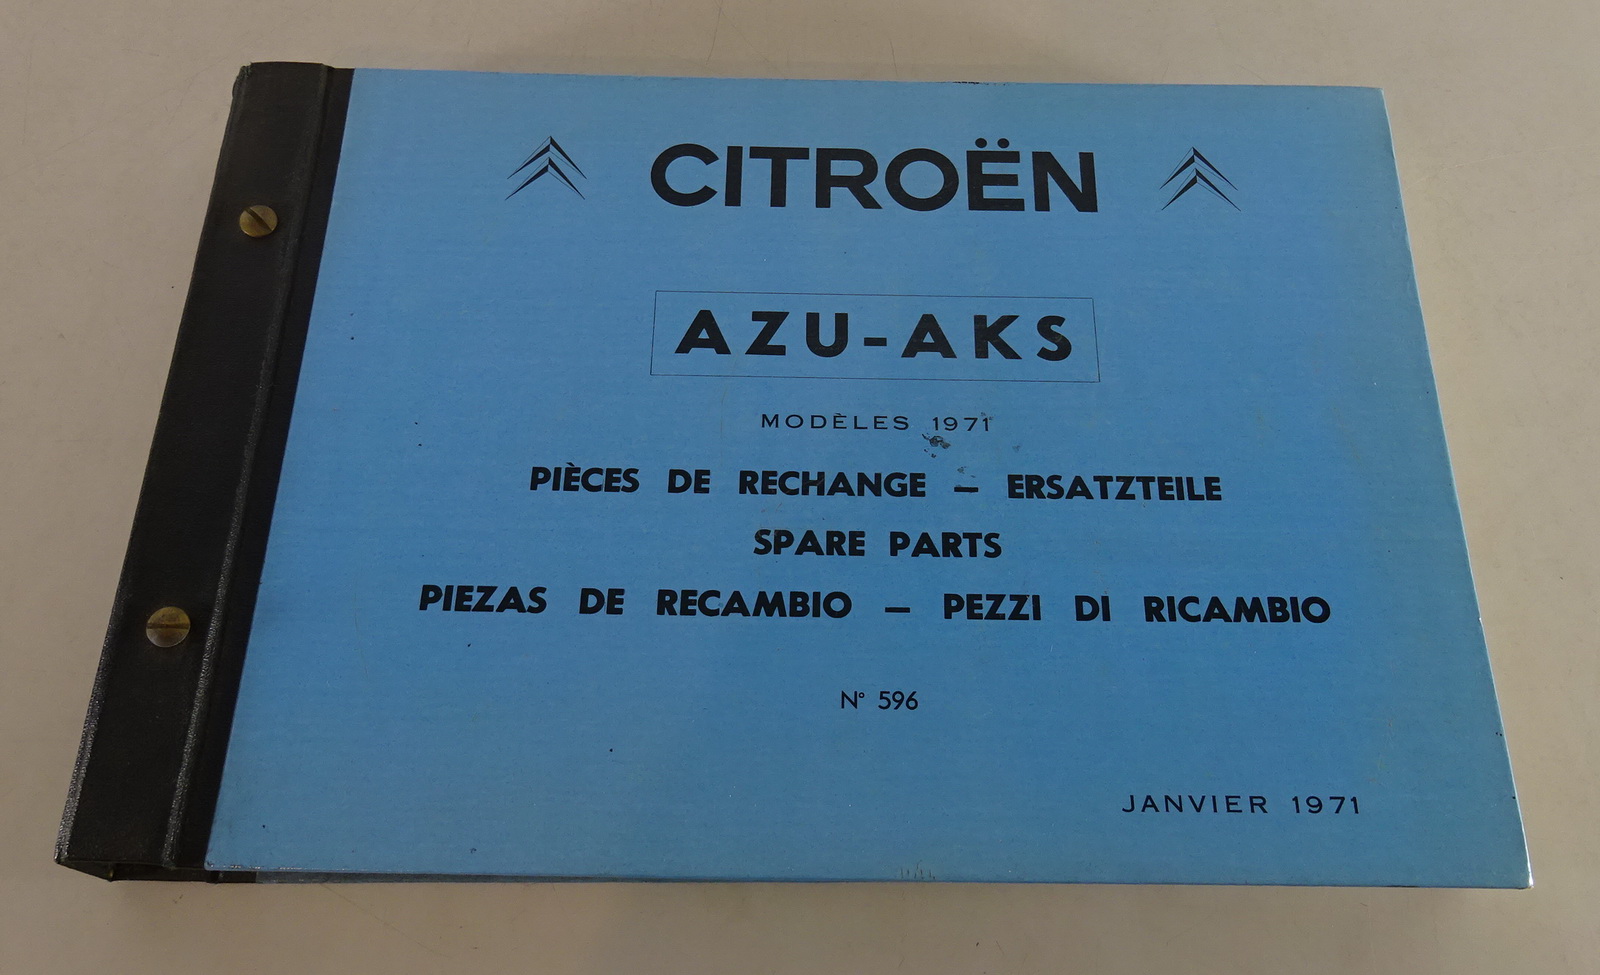 CITROËN
AZU-AKS
MODÈLES 1971
PIÈCES DE RECHANGE – ERSATZTEILE
SPARE PARTS
PIEZAS DE RECAMBIO – PEZZI DI RICAMBIO
N° 596
JANVIER 1971